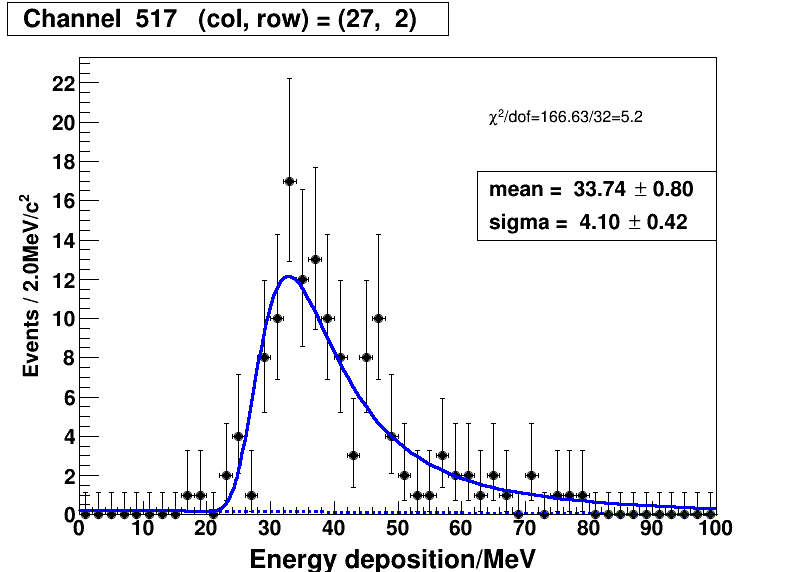 Channel 517 (col, row) = (27, 2)
χ²/dof=166.63/32=5.2
mean = 33.74 ± 0.80
sigma = 4.10 ± 0.42
Events / 2.0MeV/c²
22
20
18
16
14
12
10
8
6
4
2
0
0 10 20 30 40 50 60 70 80 90 100
Energy deposition/MeV